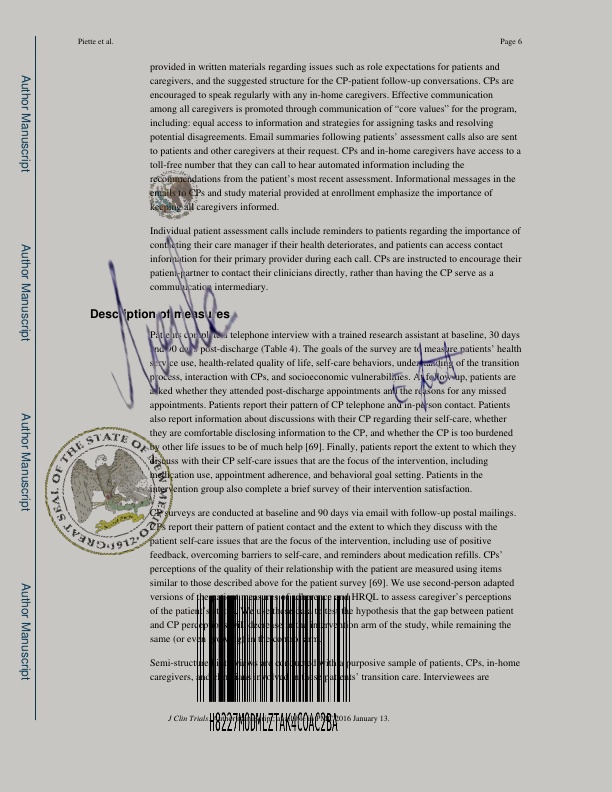 Piette et al.
Page 6
provided in written materials regarding issues such as role expectations for patients and
caregivers, and the suggested structure for the CP-patient follow-up conversations. CPs are
encouraged to speak regularly with any in-home caregivers. Effective communication
among all caregivers is promoted through communication of “core values” for the program,
including: equal access to information and strategies for assigning tasks and resolving
potential disagreements. Email summaries following patients’ assessment calls also are sent
to patients and other caregivers at their request. CPs and in-home caregivers have access to a
toll-free number that they can call to hear automated information including the
recommendations from the patient’s most recent assessment. Informational messages in the
emails to CPs and study material provided at enrollment emphasize the importance of
keeping all caregivers informed.
Individual patient assessment calls include reminders to patients regarding the importance of
contacting their care manager if their health deteriorates, and patients can access contact
information for their primary provider during each call. CPs are instructed to encourage their
patient-partner to contact their clinicians directly, rather than having the CP serve as a
communication intermediary.
Description of measures
Patients complete a telephone interview with a trained research assistant at baseline, 30 days
and 90 days post-discharge (Table 4). The goals of the survey are to measure patients’ health
service use, health-related quality of life, self-care behaviors, understanding of the transition
process, interaction with CPs, and socioeconomic vulnerabilities. At follow-up, patients are
asked whether they attended post-discharge appointments and the reasons for any missed
appointments. Patients report their pattern of CP telephone and in-person contact. Patients
also report information about discussions with their CP regarding their self-care, whether
they are comfortable disclosing information to the CP, and whether the CP is too burdened
by other life issues to be of much help [69]. Finally, patients report the extent to which they
discuss with their CP self-care issues that are the focus of the intervention, including
medication use, appointment adherence, and behavioral goal setting. Patients in the
intervention group also complete a brief survey of their intervention satisfaction.
CP surveys are conducted at baseline and 90 days via email with follow-up postal mailings.
CPs report their pattern of patient contact and the extent to which they discuss with the
patient self-care issues that are the focus of the intervention, including use of positive
feedback, overcoming barriers to self-care, and reminders about medication refills. CPs’
perceptions of the quality of their relationship with the patient are measured using items
similar to those described above for the patient survey [69]. We use second-person adapted
versions of the measures of adherence and HRQL to assess caregiver’s perceptions
of the patient’s We use these to test the hypothesis that the gap between patient
and CP perceptions will decrease in the intervention arm of the study, while remaining the
same (or even in the control arm.
Semi-structured interviews are conducted with a purposive sample of patients, CPs, in-home
caregivers, and clinicians involved in these patients’ transition care. Interviewees are
J Clin Trials. Author manuscript; available in PMC 2016 January 13.
H8227MODMLZTAK4COAC2BA
Author Manuscript
Author Manuscript
Author Manuscript
Author Manuscript
GREAT SEAL OF THE STATE OF NEW MEXICO
1912